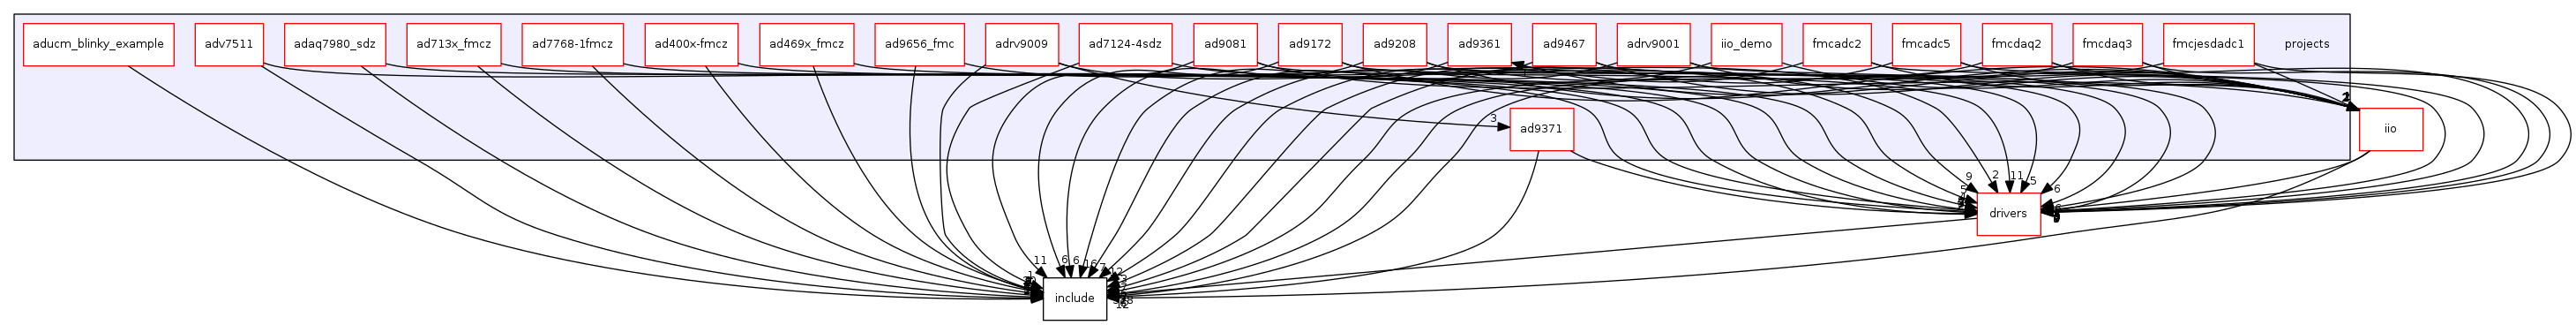 aducm_blinky_example
adv7511
adaq7980_sdz
ad713x_fmcz
ad7768-1fmcz
ad400x-fmcz
ad469x_fmcz
ad9656_fmc
adrv9009
ad7124-4sdz
ad9081
ad9172
ad9208
ad9361
ad9467
adrv9001
iio_demo
fmcadc2
fmcadc5
fmcdaq2
fmcdaq3
fmcjesdadc1
projects
3
ad9371
iio
9
2
11
5
6
drivers
11
6
6
16
7
12
include
12